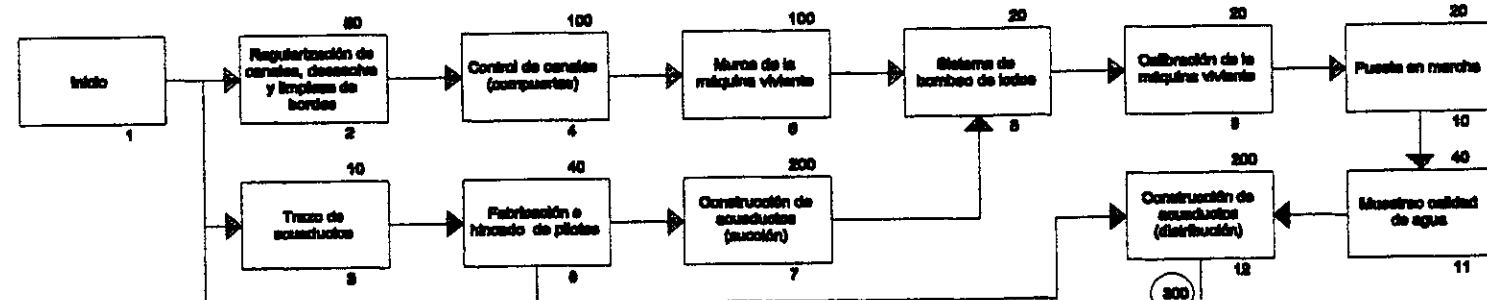 100
100
20
20
20
Inicio
Regularización de
canales, desazolve
y limpieza de
bordes
Control de canales
(compuertas)
Muros de la
máquina viviente
Sistema de
bombeo de lodos
Calibración de la
máquina viviente
Puesta en marcha
1
2
4
6
8
9
10
10
40
200
200
40
Trazo de
acueductos
Fabricación e
hincado de pilotes
Construcción de
acueductos
(succión)
Construcción de
acueductos
(distribución)
Muestreo calidad
de agua
3
7
12
11